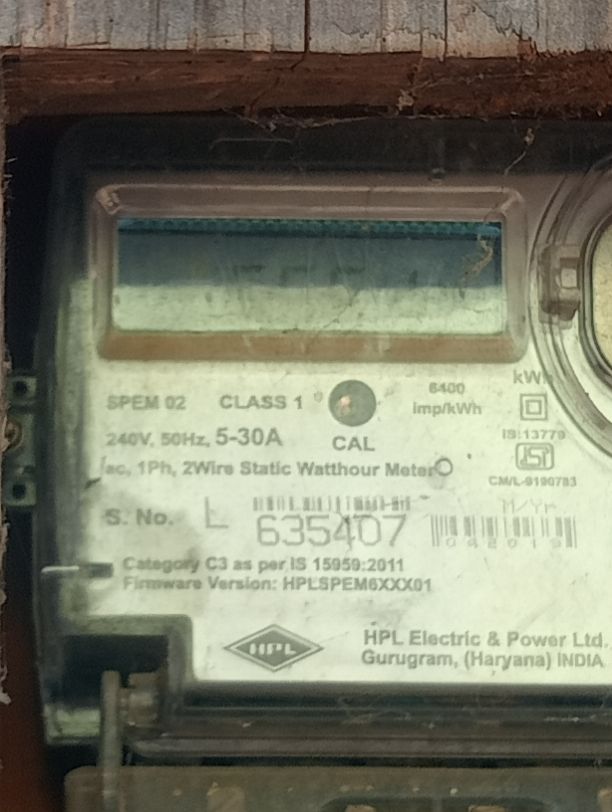 SPEM 02 CLASS 1 6400 imp/kWh kWh
240V, 50Hz, 5-30A CAL IS:13779
ac, 1Ph, 2Wire Static Watthour Meter
CM/L-9190783
S. No. L 635407 M/Yr 042019
Category C3 as per IS 15959:2011
Firmware Version: HPLSPEM6XXX01
HPL HPL Electric & Power Ltd.
Gurugram, (Haryana) INDIA